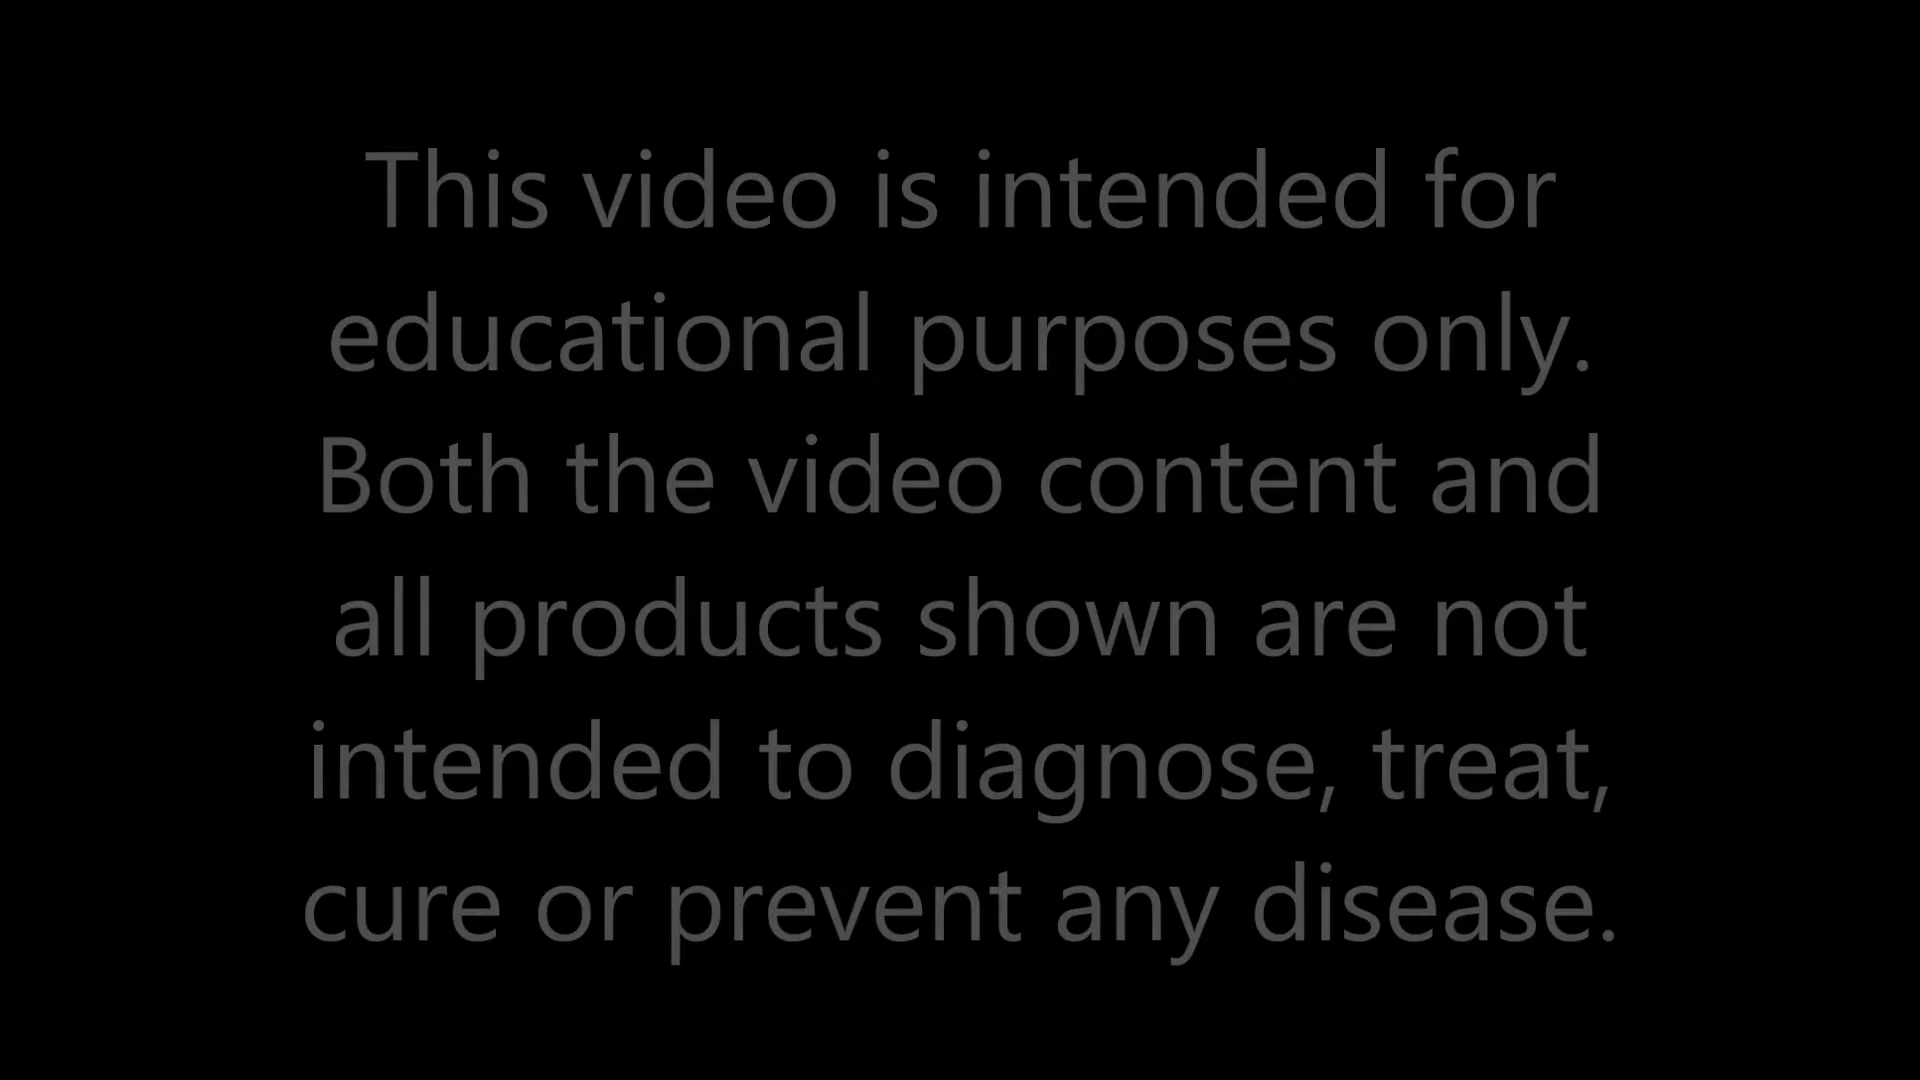 This video is intended for
educational purposes only.
Both the video content and
all products shown are not
intended to diagnose, treat,
cure or prevent any disease.